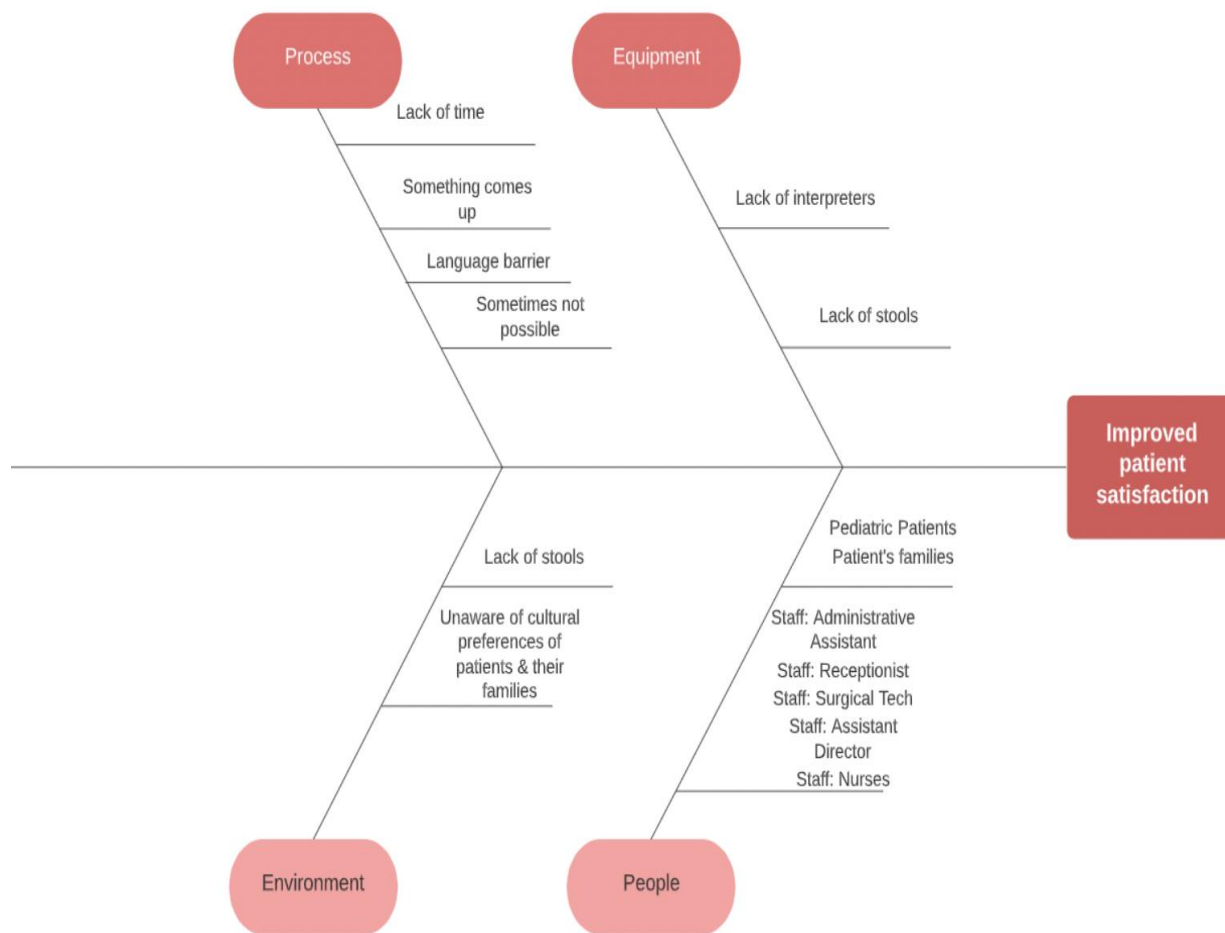 Process
Equipment
Lack of time
Something comes
up
Language barrier
Sometimes not
possible
Lack of interpreters
Lack of stools
Improved
patient
satisfaction
Lack of stools
Unaware of cultural
preferences of
patients & their
families
Pediatric Patients
Patient's families
Staff: Administrative
Assistant
Staff: Receptionist
Staff: Surgical Tech
Staff: Assistant
Director
Staff: Nurses
Environment
People